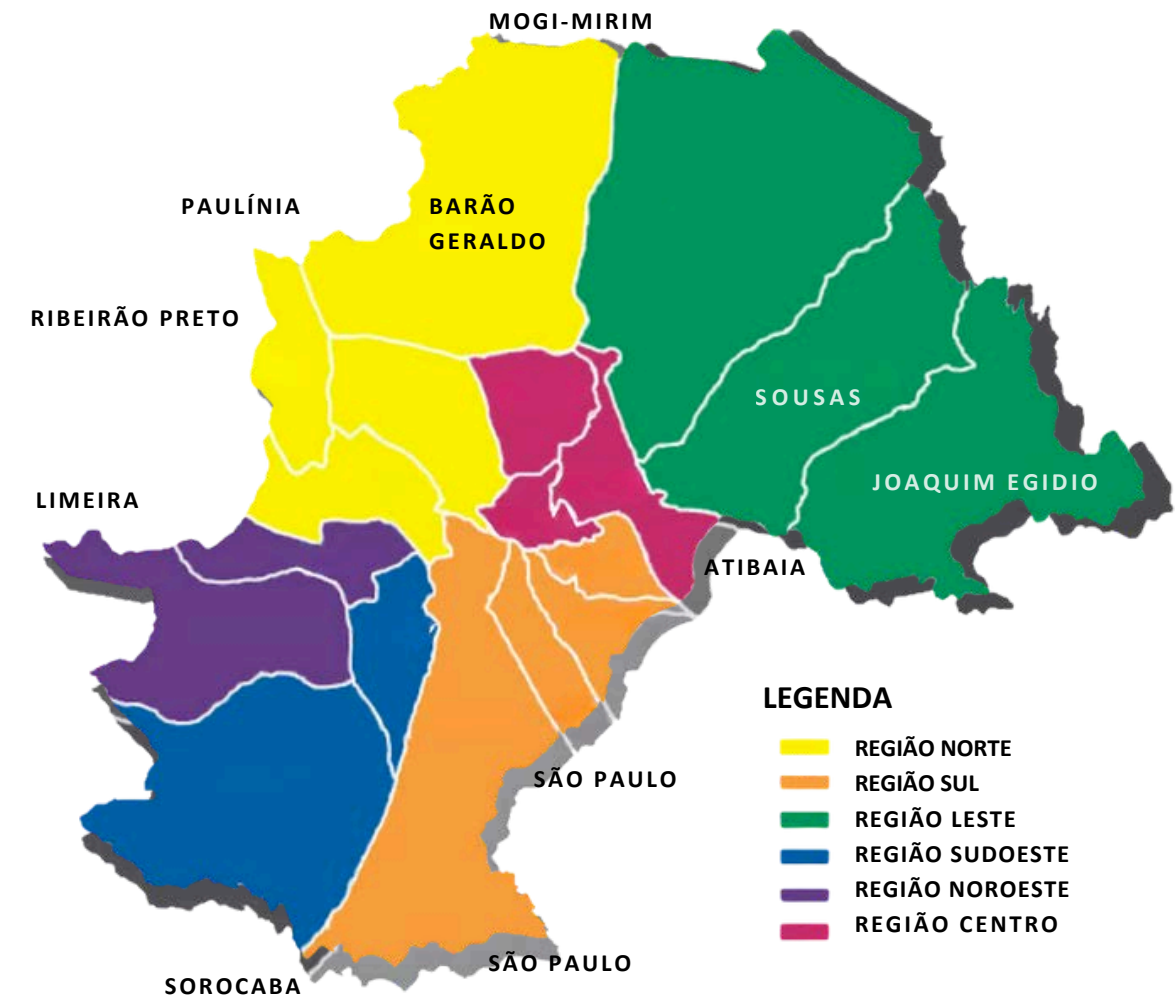 MOGI-MIRIM
PAULÍNIA
BARÃO
GERALDO
RIBEIRÃO PRETO
SOUSAS
JOAQUIM EGIDIO
LIMEIRA
ATIBAIA
LEGENDA
REGIÃO NORTE
REGIÃO SUL
REGIÃO LESTE
REGIÃO SUDOESTE
REGIÃO NOROESTE
REGIÃO CENTRO
SÃO PAULO
SÃO PAULO
SOROCABA